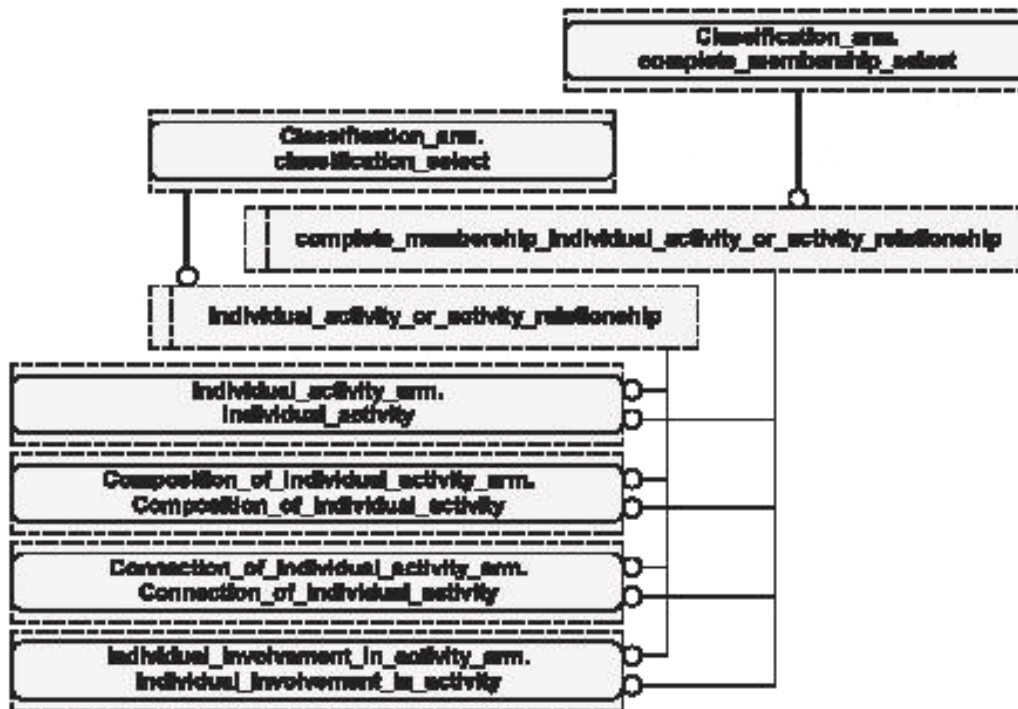 Classification_arm.
complete_membership_select
Classification_arm.
classification_select
complete_membership_individual_activity_or_activity_relationship
individual_activity_or_activity_relationship
Individual_activity_arm.
Individual_activity
Composition_of_individual_activity_arm.
Composition_of_individual_activity
Connection_of_individual_activity_arm.
Connection_of_individual_activity
Individual_involvement_in_activity_arm.
Individual_involvement_in_activity